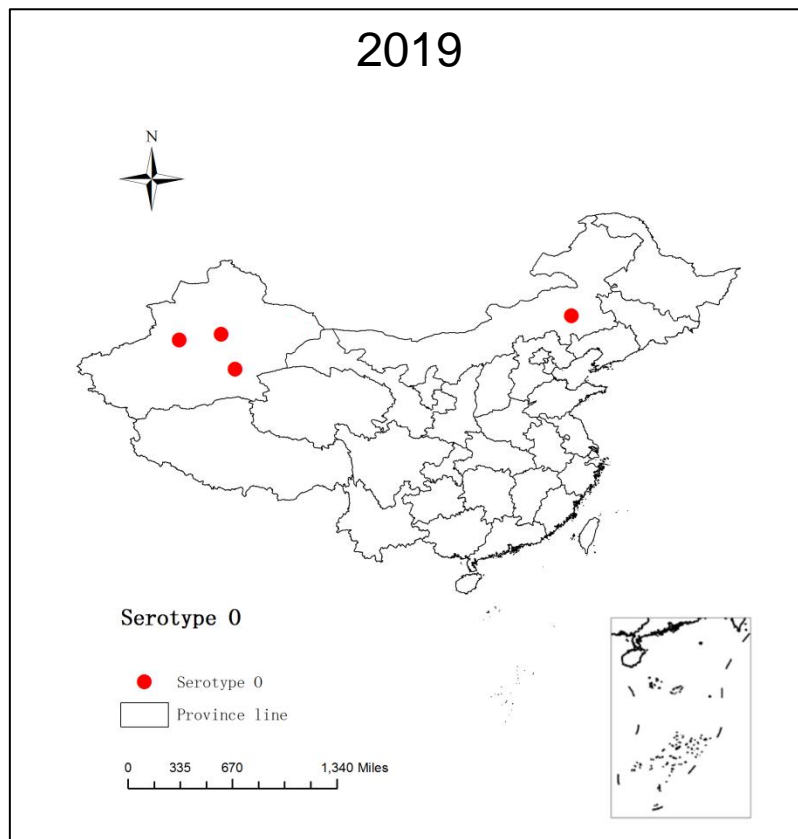 2019
N
Serotype O
Serotype O
Province line
0 335 670 1,340 Miles